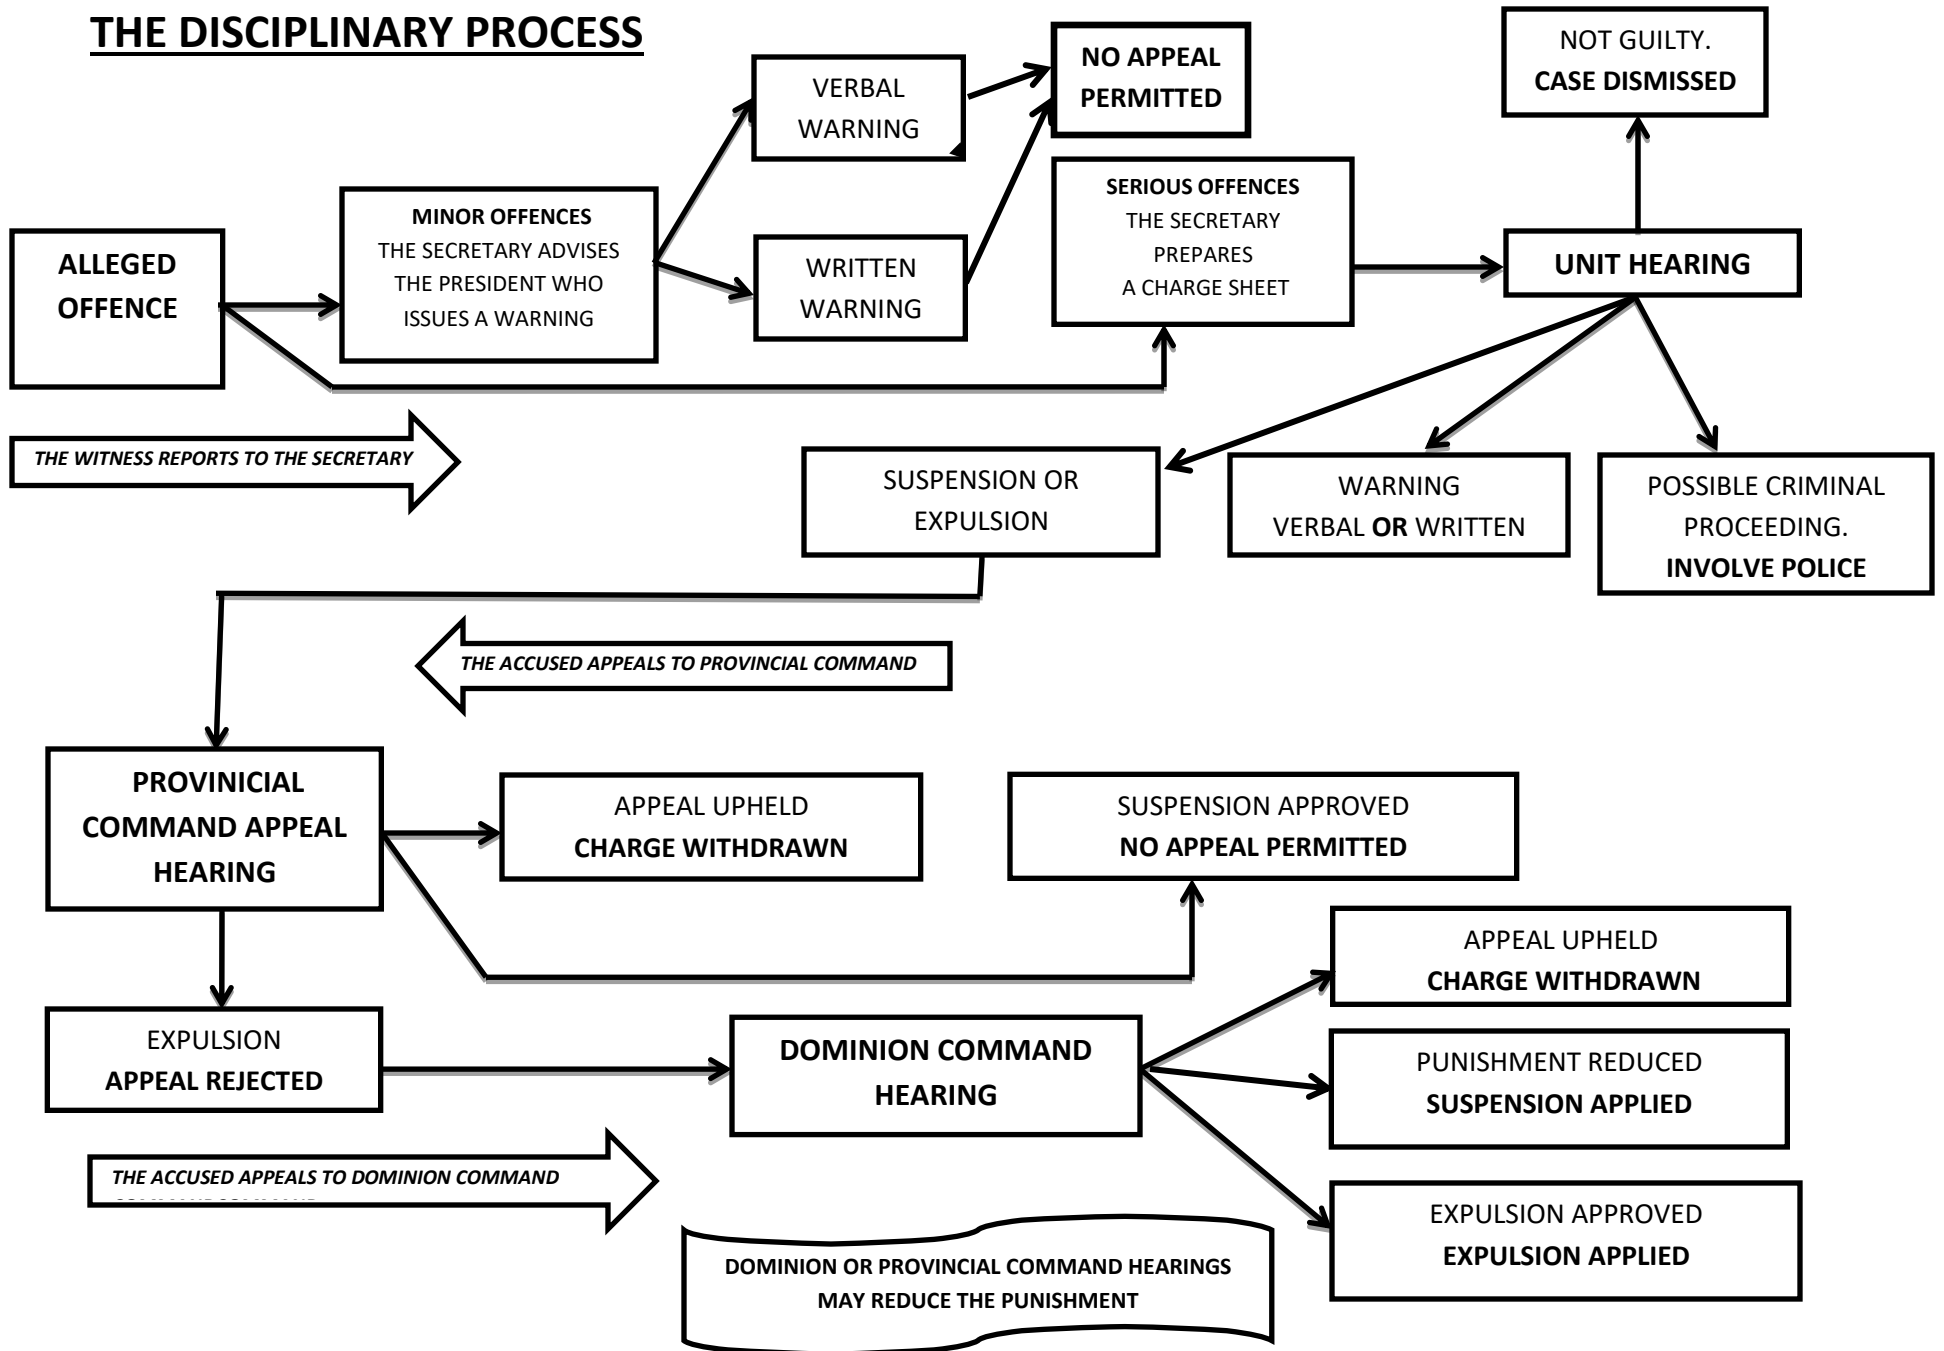 THE DISCIPLINARY PROCESS
VERBAL
WARNING
NO APPEAL
PERMITTED
NOT GUILTY.
CASE DISMISSED
ALLEGED
OFFENCE
MINOR OFFENCES
THE SECRETARY ADVISES
THE PRESIDENT WHO
ISSUES A WARNING
WRITTEN
WARNING
SERIOUS OFFENCES
THE SECRETARY
PREPARES
A CHARGE SHEET
UNIT HEARING
THE WITNESS REPORTS TO THE SECRETARY
SUSPENSION OR
EXPULSION
WARNING
VERBAL OR WRITTEN
POSSIBLE CRIMINAL
PROCEEDING.
INVOLVE POLICE
THE ACCUSED APPEALS TO PROVINCIAL COMMAND
PROVINICIAL
COMMAND APPEAL
HEARING
APPEAL UPHELD
CHARGE WITHDRAWN
SUSPENSION APPROVED
NO APPEAL PERMITTED
EXPULSION
APPEAL REJECTED
DOMINION COMMAND
HEARING
APPEAL UPHELD
CHARGE WITHDRAWN
PUNISHMENT REDUCED
SUSPENSION APPLIED
EXPULSION APPROVED
EXPULSION APPLIED
THE ACCUSED APPEALS TO DOMINION COMMAND
DOMINION OR PROVINCIAL COMMAND HEARINGS
MAY REDUCE THE PUNISHMENT